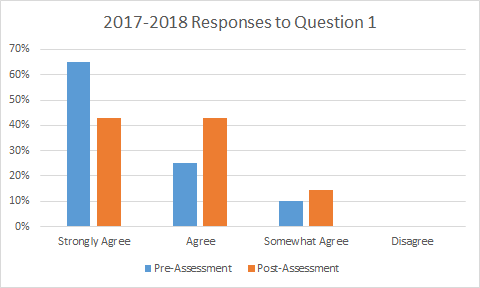 2017-2018 Responses to Question 1
70%
60%
50%
40%
30%
20%
10%
0%
Strongly Agree Agree Somewhat Agree Disagree
Pre-Assessment Post-Assessment